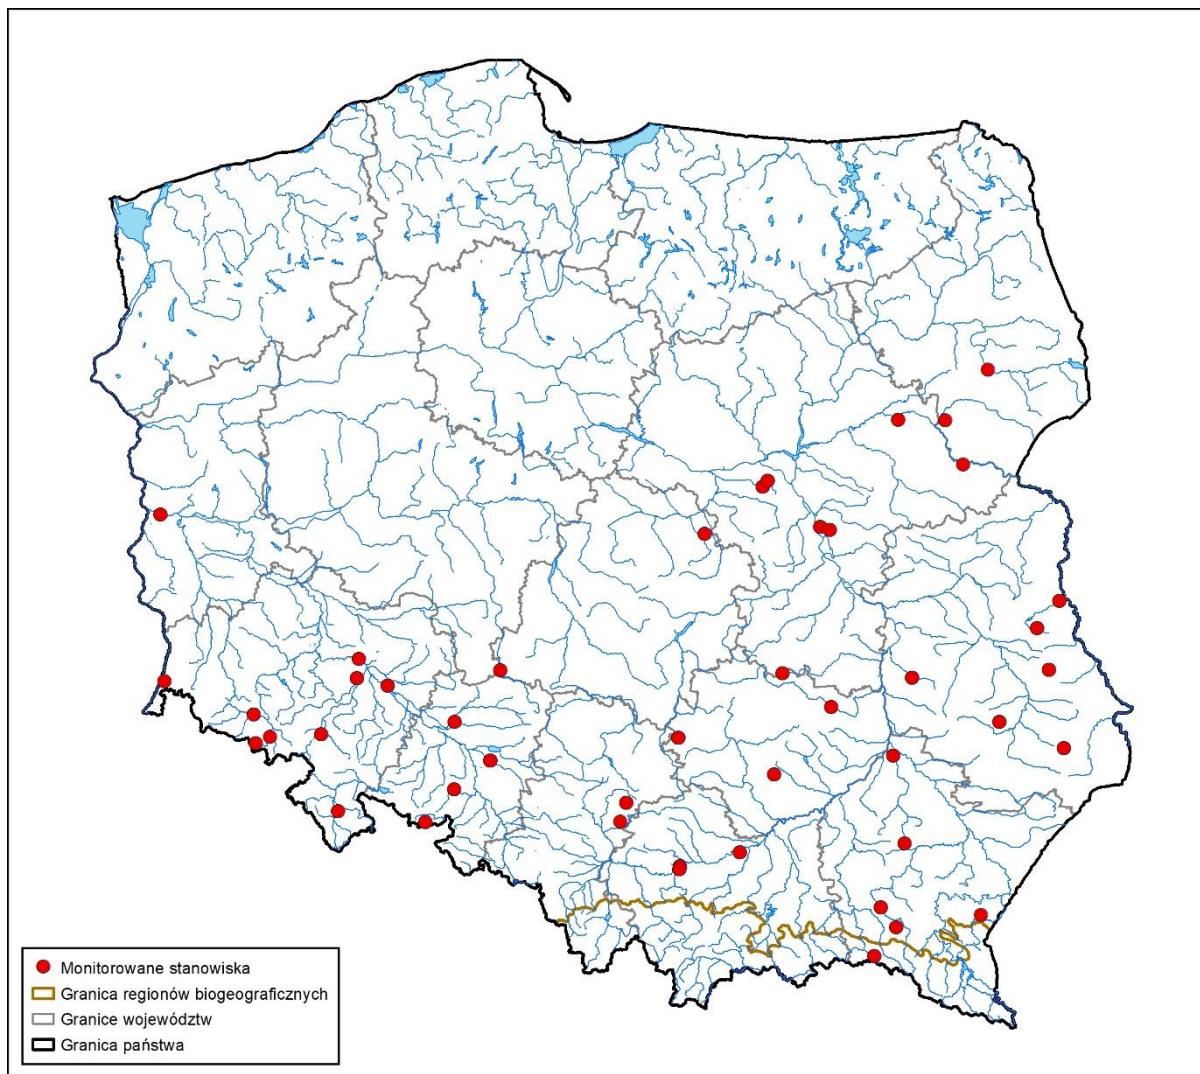 Monitorowane stanowiska
Granica regionów biogeograficznych
Granice województw
Granica państwa